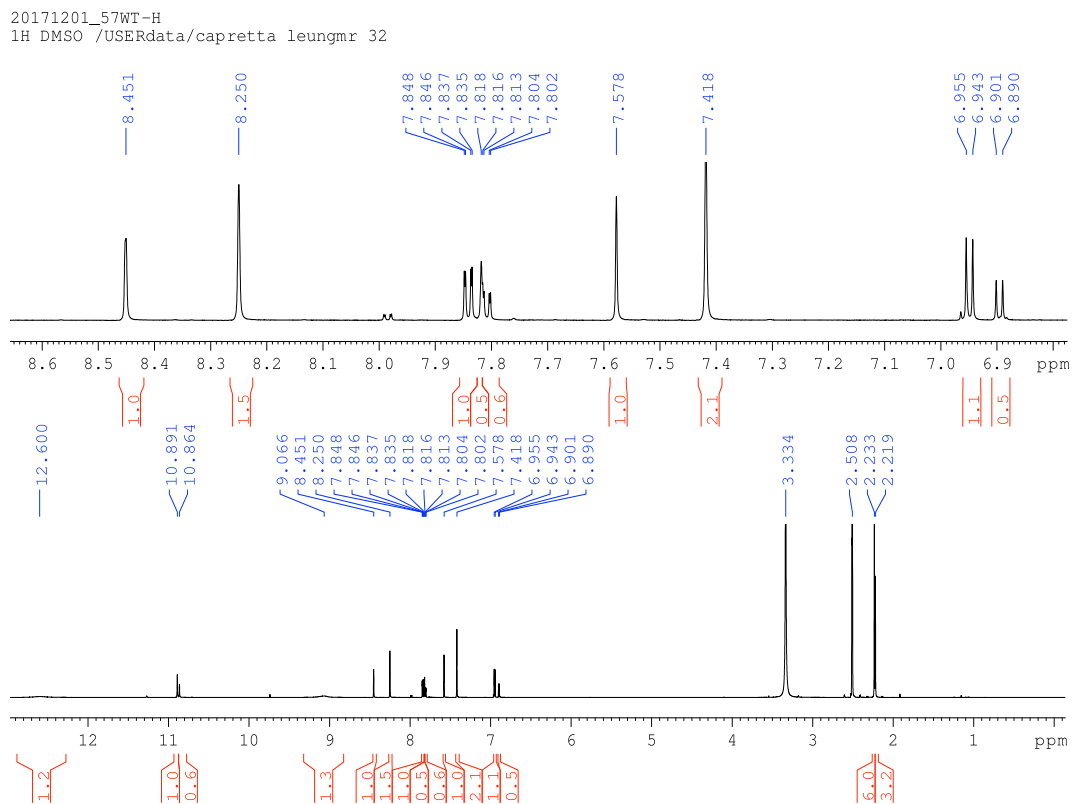 20171201_57WT-H
1H DMSO /USERdata/capretta leungmr 32
8.451 8.250 7.848 7.846 7.837 7.835 7.818 7.816 7.813 7.804 7.802 7.578 7.418 6.955 6.943 6.901 6.890
8.6 8.5 8.4 8.3 8.2 8.1 8.0 7.9 7.8 7.7 7.6 7.5 7.4 7.3 7.2 7.1 7.0 6.9 ppm
1.0 1.5 1.0 0.5 0.6 1.0 2.1 1.1 0.5
12.600 10.891 10.864 9.066 8.451 8.250 7.848 7.846 7.837 7.835 7.818 7.816 7.813 7.804 7.802 7.578 7.418 6.955 6.943 6.901 6.890 3.334 2.508 2.233 2.219
12 11 10 9 8 7 6 5 4 3 2 1 ppm
1.2 1.0 0.6 1.3 1.0 1.5 1.0 0.5 0.6 1.0 2.1 1.1 0.5 6.0 3.2